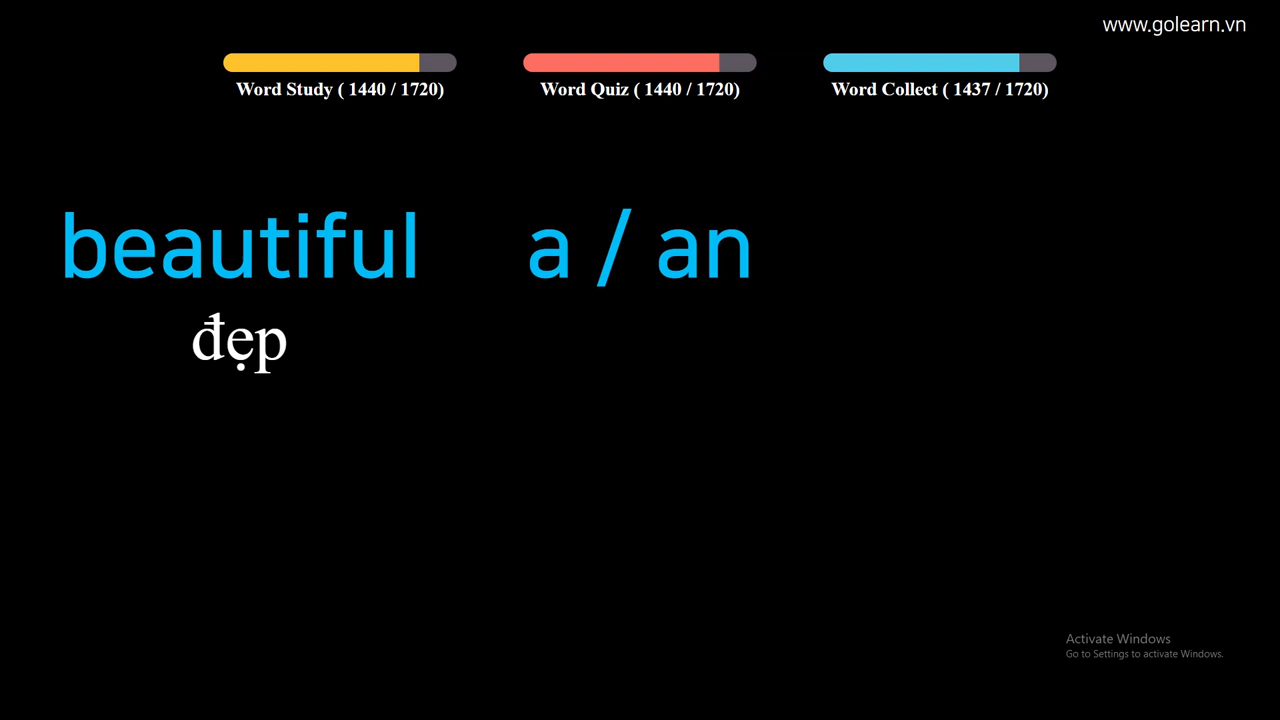 www.golearn.vn
Word Study ( 1440 / 1720)
Word Quiz ( 1440 / 1720)
Word Collect ( 1437 / 1720)
beautiful
a / an
đẹp
Activate Windows
Go to Settings to activate Windows.